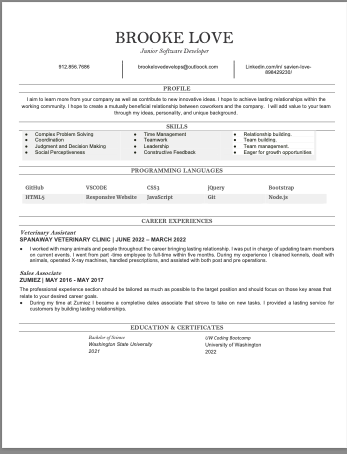 BROOKE LOVE
Junior Software Developer
912.856.7686
brookelovedevelops@outlook.com
Linkedin.com/in/ savien-love-
898429230/
PROFILE
I aim to learn more from your company as well as contribute to new innovative ideas. I hope to achieve lasting relationships within the
working community. I hope to create a mutually beneficial relationship between coworkers and the company. I will add value to your team
through my ideas, personality, and unique background.
SKILLS
• Complex Problem Solving
• Coordination
• Judgment and Decision Making
• Social Perceptiveness
• Time Management
• Teamwork
• Leadership
• Constructive Feedback
• Relationship building.
• Team building.
• Team management.
• Eager for growth opportunities
PROGRAMMING LANGUAGES
GitHub VSCODE CSS3 jQuery Bootstrap
HTML5 Responsive Website JavaScript Git Node.js
CAREER EXPERIENCES
Veterinary Assistant
SPANAWAY VETERINARY CLINIC | JUNE 2022 – MARCH 2022
• I worked with many animals and people throughout the career bringing lasting relationship. I was put in charge of updating team members
on current events. I went from part -time employee to full-time within five months. During my experience I cleaned kennels, dealt with
animals, operated X-ray machines, handled prescriptions, and assisted with both pre and pre operation.
Sales Associate
ZUMIEZ | MAY 2016 - MAY 2017
The professional experience section should be tailored as much as possible to the target position and should focus on those key areas that
relate to your desired career goals.
• During my time at Zumiez I became a completive dales associate that strove to take on new tasks. I provided a lasting service for
customers by building lasting relationships.
EDUCATION & CERTIFICATES
Bachelor of Science
Washington State University
2021
UW Coding Bootcamp
University of Washington
2022